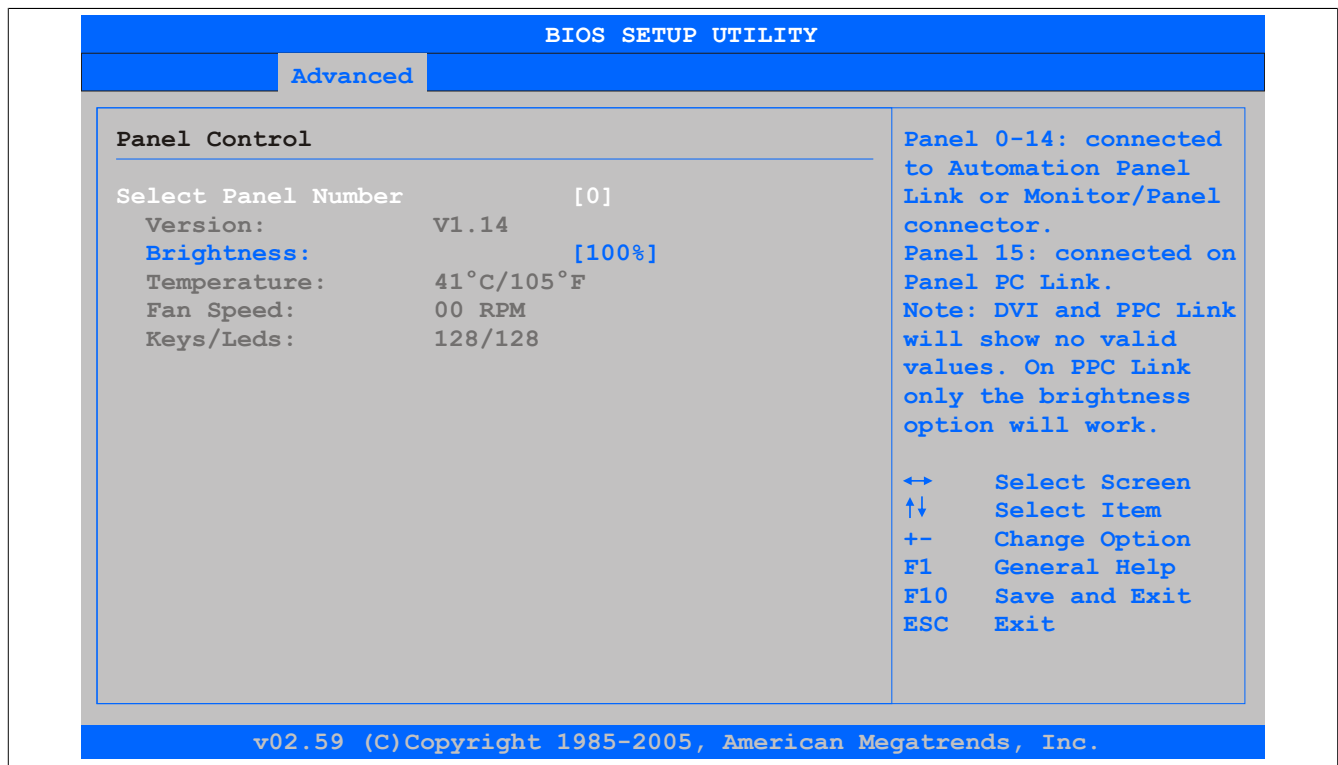 BIOS SETUP UTILITY
Advanced
Panel Control
Select Panel Number [0]
Version: V1.14
Brightness: [100%]
Temperature: 41°C/105°F
Fan Speed: 00 RPM
Keys/Leds: 128/128
Panel 0-14: connected
to Automation Panel
Link or Monitor/Panel
connector.
Panel 15: connected on
Panel PC Link.
Note: DVI and PPC Link
will show no valid
values. On PPC Link
only the brightness
option will work.
↔ Select Screen
↑↓ Select Item
+- Change Option
F1 General Help
F10 Save and Exit
ESC Exit
v02.59 (C)Copyright 1985-2005, American Megatrends, Inc.